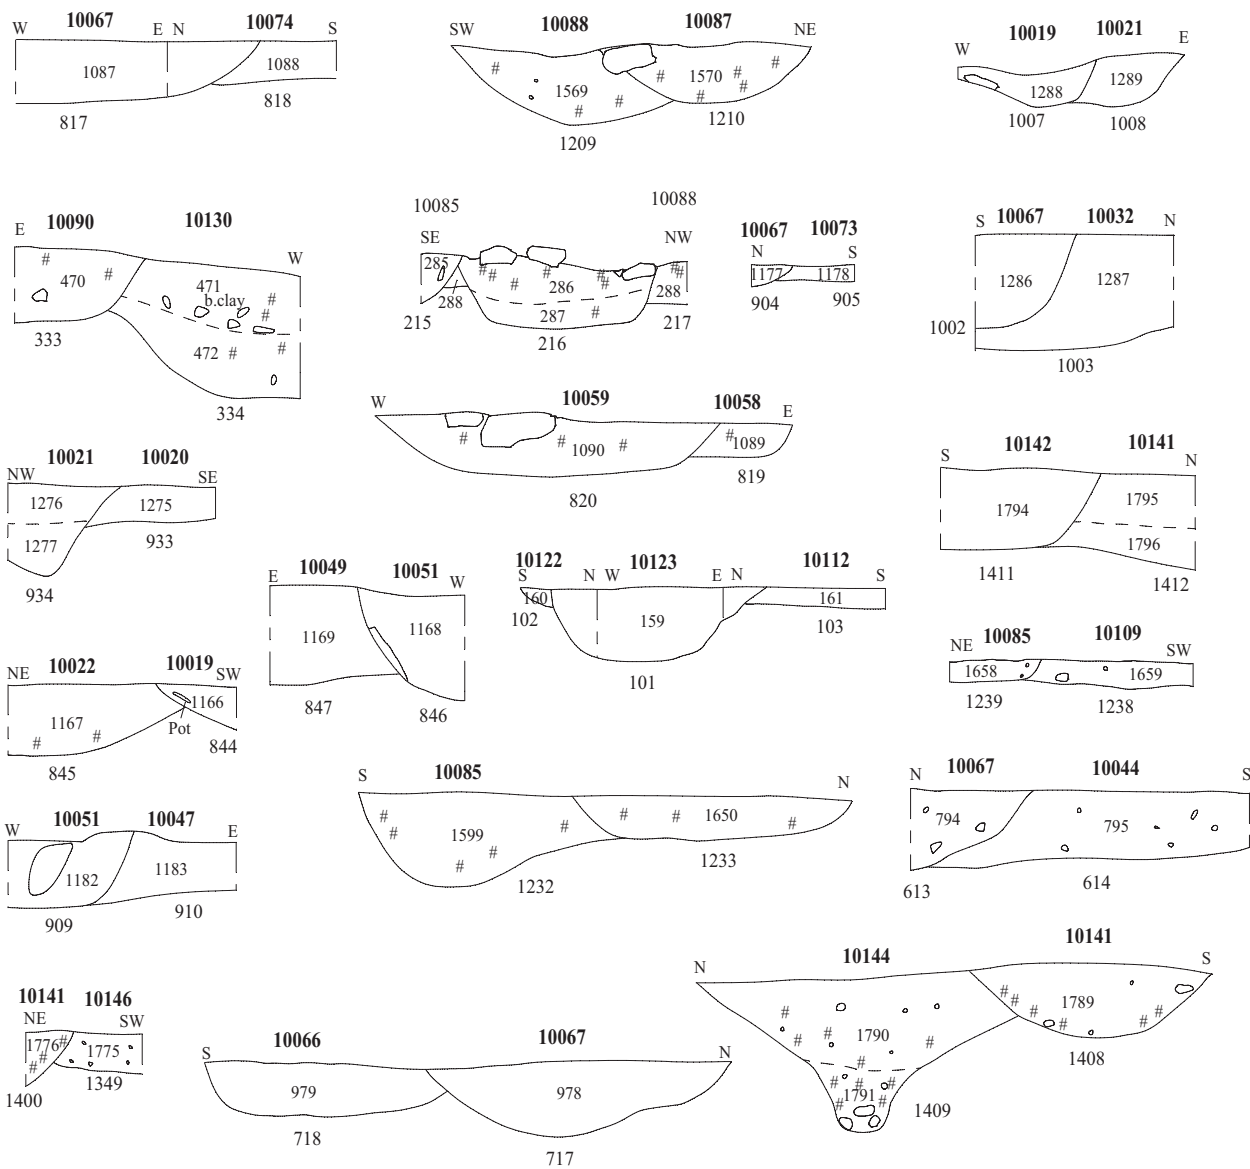 10067 10074
W E N S
1087 1088
817 818
10088 10087
SW NE
# # # # # # # #
1569 1570
1209 1210
10019 10021
W E
1288 1289
1007 1008
10090 10130
E W
# # # # # #
470 471
b.clay
472
333 334
10085 10088
SE NW
285 288 286 287 288
# # # # # # # # #
215 216 217
10067 10073
N S
1177 1178
904 905
S 10067 10032 N
1286 1287
1002 1003
W 10059 10058 E
# # # #
1090 1089
820 819
10021 10020
NW SE
1276 1275
1277
934 933
10142 10141
S N
1794 1795
1796
1411 1412
10049 10051
E W
1169 1168
847 846
10122 10123 10112
S N W E N S
160 159 161
102 101 103
10085 10109
NE SW
1658 1659
1239 1238
10022 10019
NE SW
1167 1166
# #
Pot
845 844
S 10085 N
# # # # # # # #
1599 1650
1232 1233
10067 10044
N S
794 795
613 614
10051 10047
W E
1182 1183
909 910
10144 10141
N S
# # # # # # # # # # # # # # # #
1790 1789
1791
1409 1408
10141 10146
NE SW
1776 1775
# # #
1400 1349
10066 10067
S N
979 978
718 717